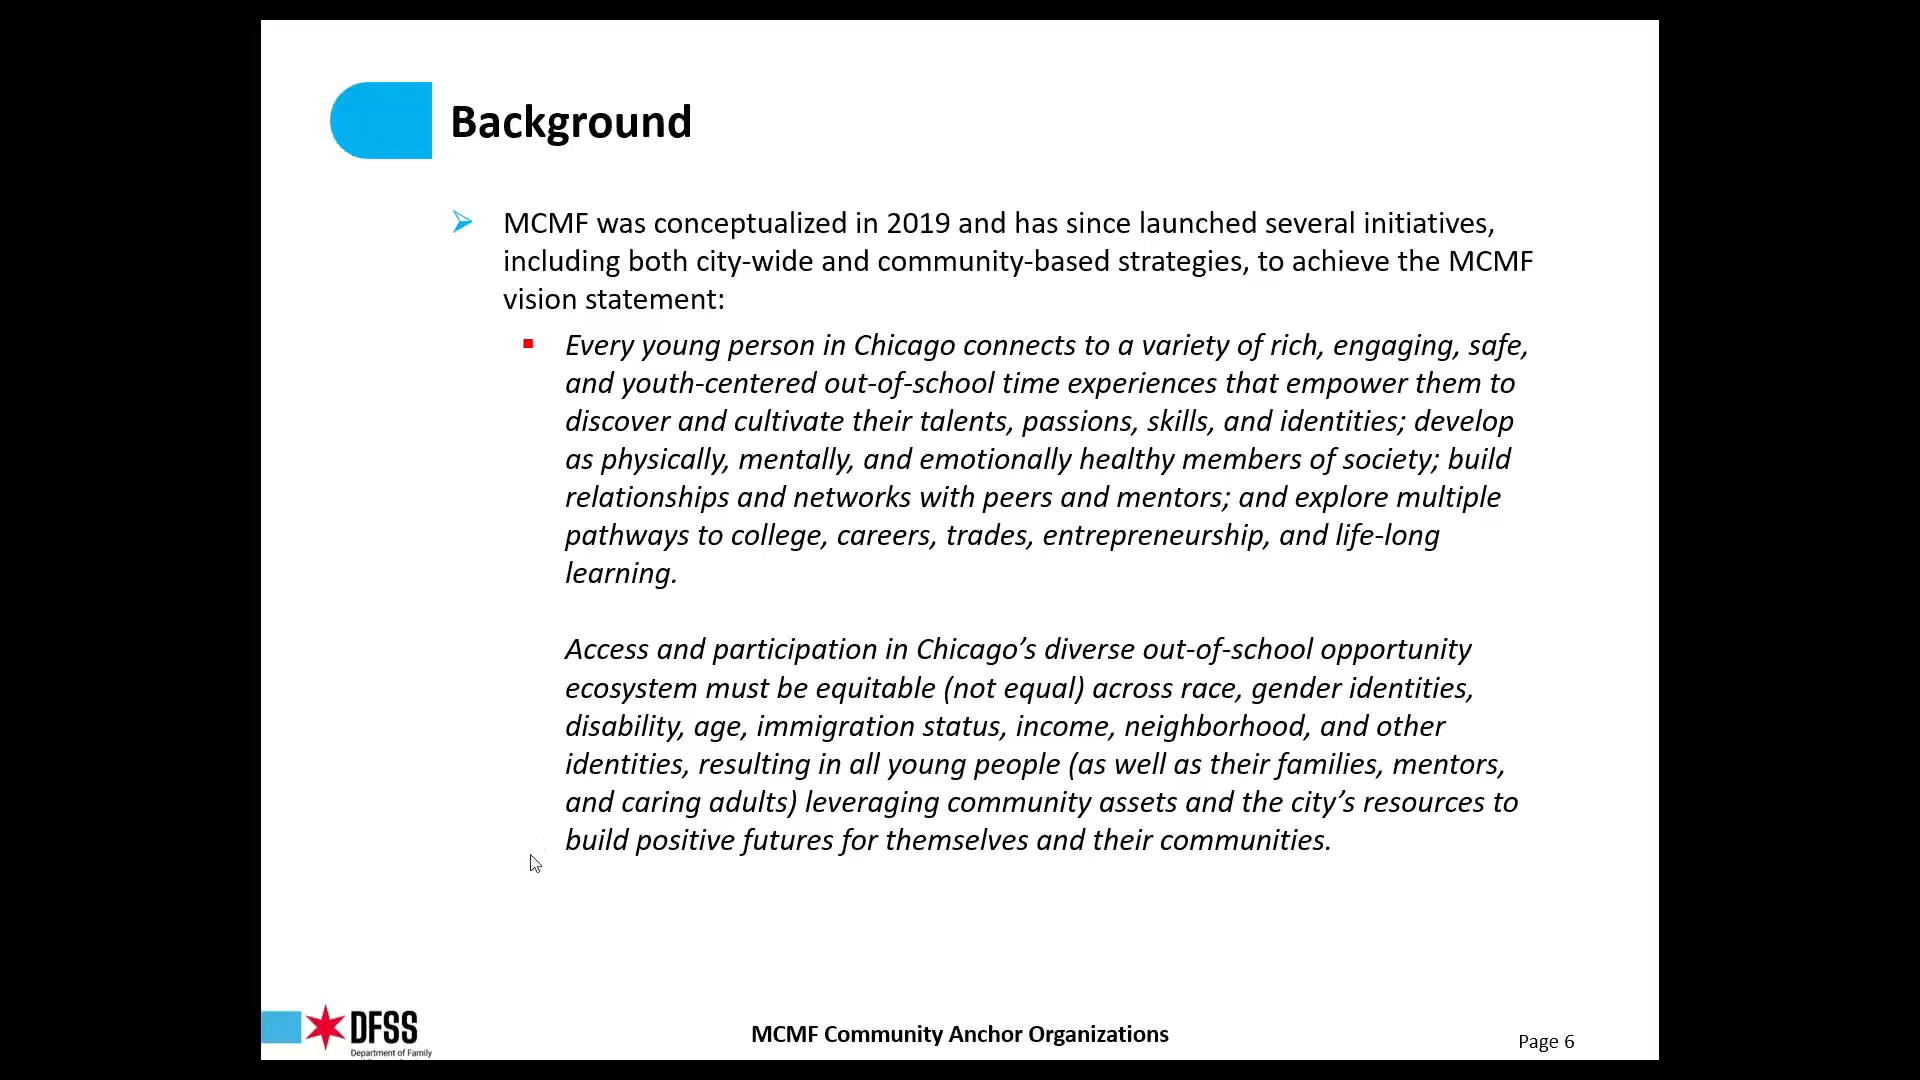 Background
MCMF was conceptualized in 2019 and has since launched several initiatives,
including both city-wide and community-based strategies, to achieve the MCMF
vision statement:
Every young person in Chicago connects to a variety of rich, engaging, safe,
and youth-centered out-of-school time experiences that empower them to
discover and cultivate their talents, passions, skills, and identities; develop
as physically, mentally, and emotionally healthy members of society; build
relationships and networks with peers and mentors; and explore multiple
pathways to college, careers, trades, entrepreneurship, and life-long
learning.
Access and participation in Chicago’s diverse out-of-school opportunity
ecosystem must be equitable (not equal) across race, gender identities,
disability, age, immigration status, income, neighborhood, and other
identities, resulting in all young people (as well as their families, mentors,
and caring adults) leveraging community assets and the city’s resources to
build positive futures for themselves and their communities.
DFSS
Department of Family
MCMF Community Anchor Organizations
Page 6